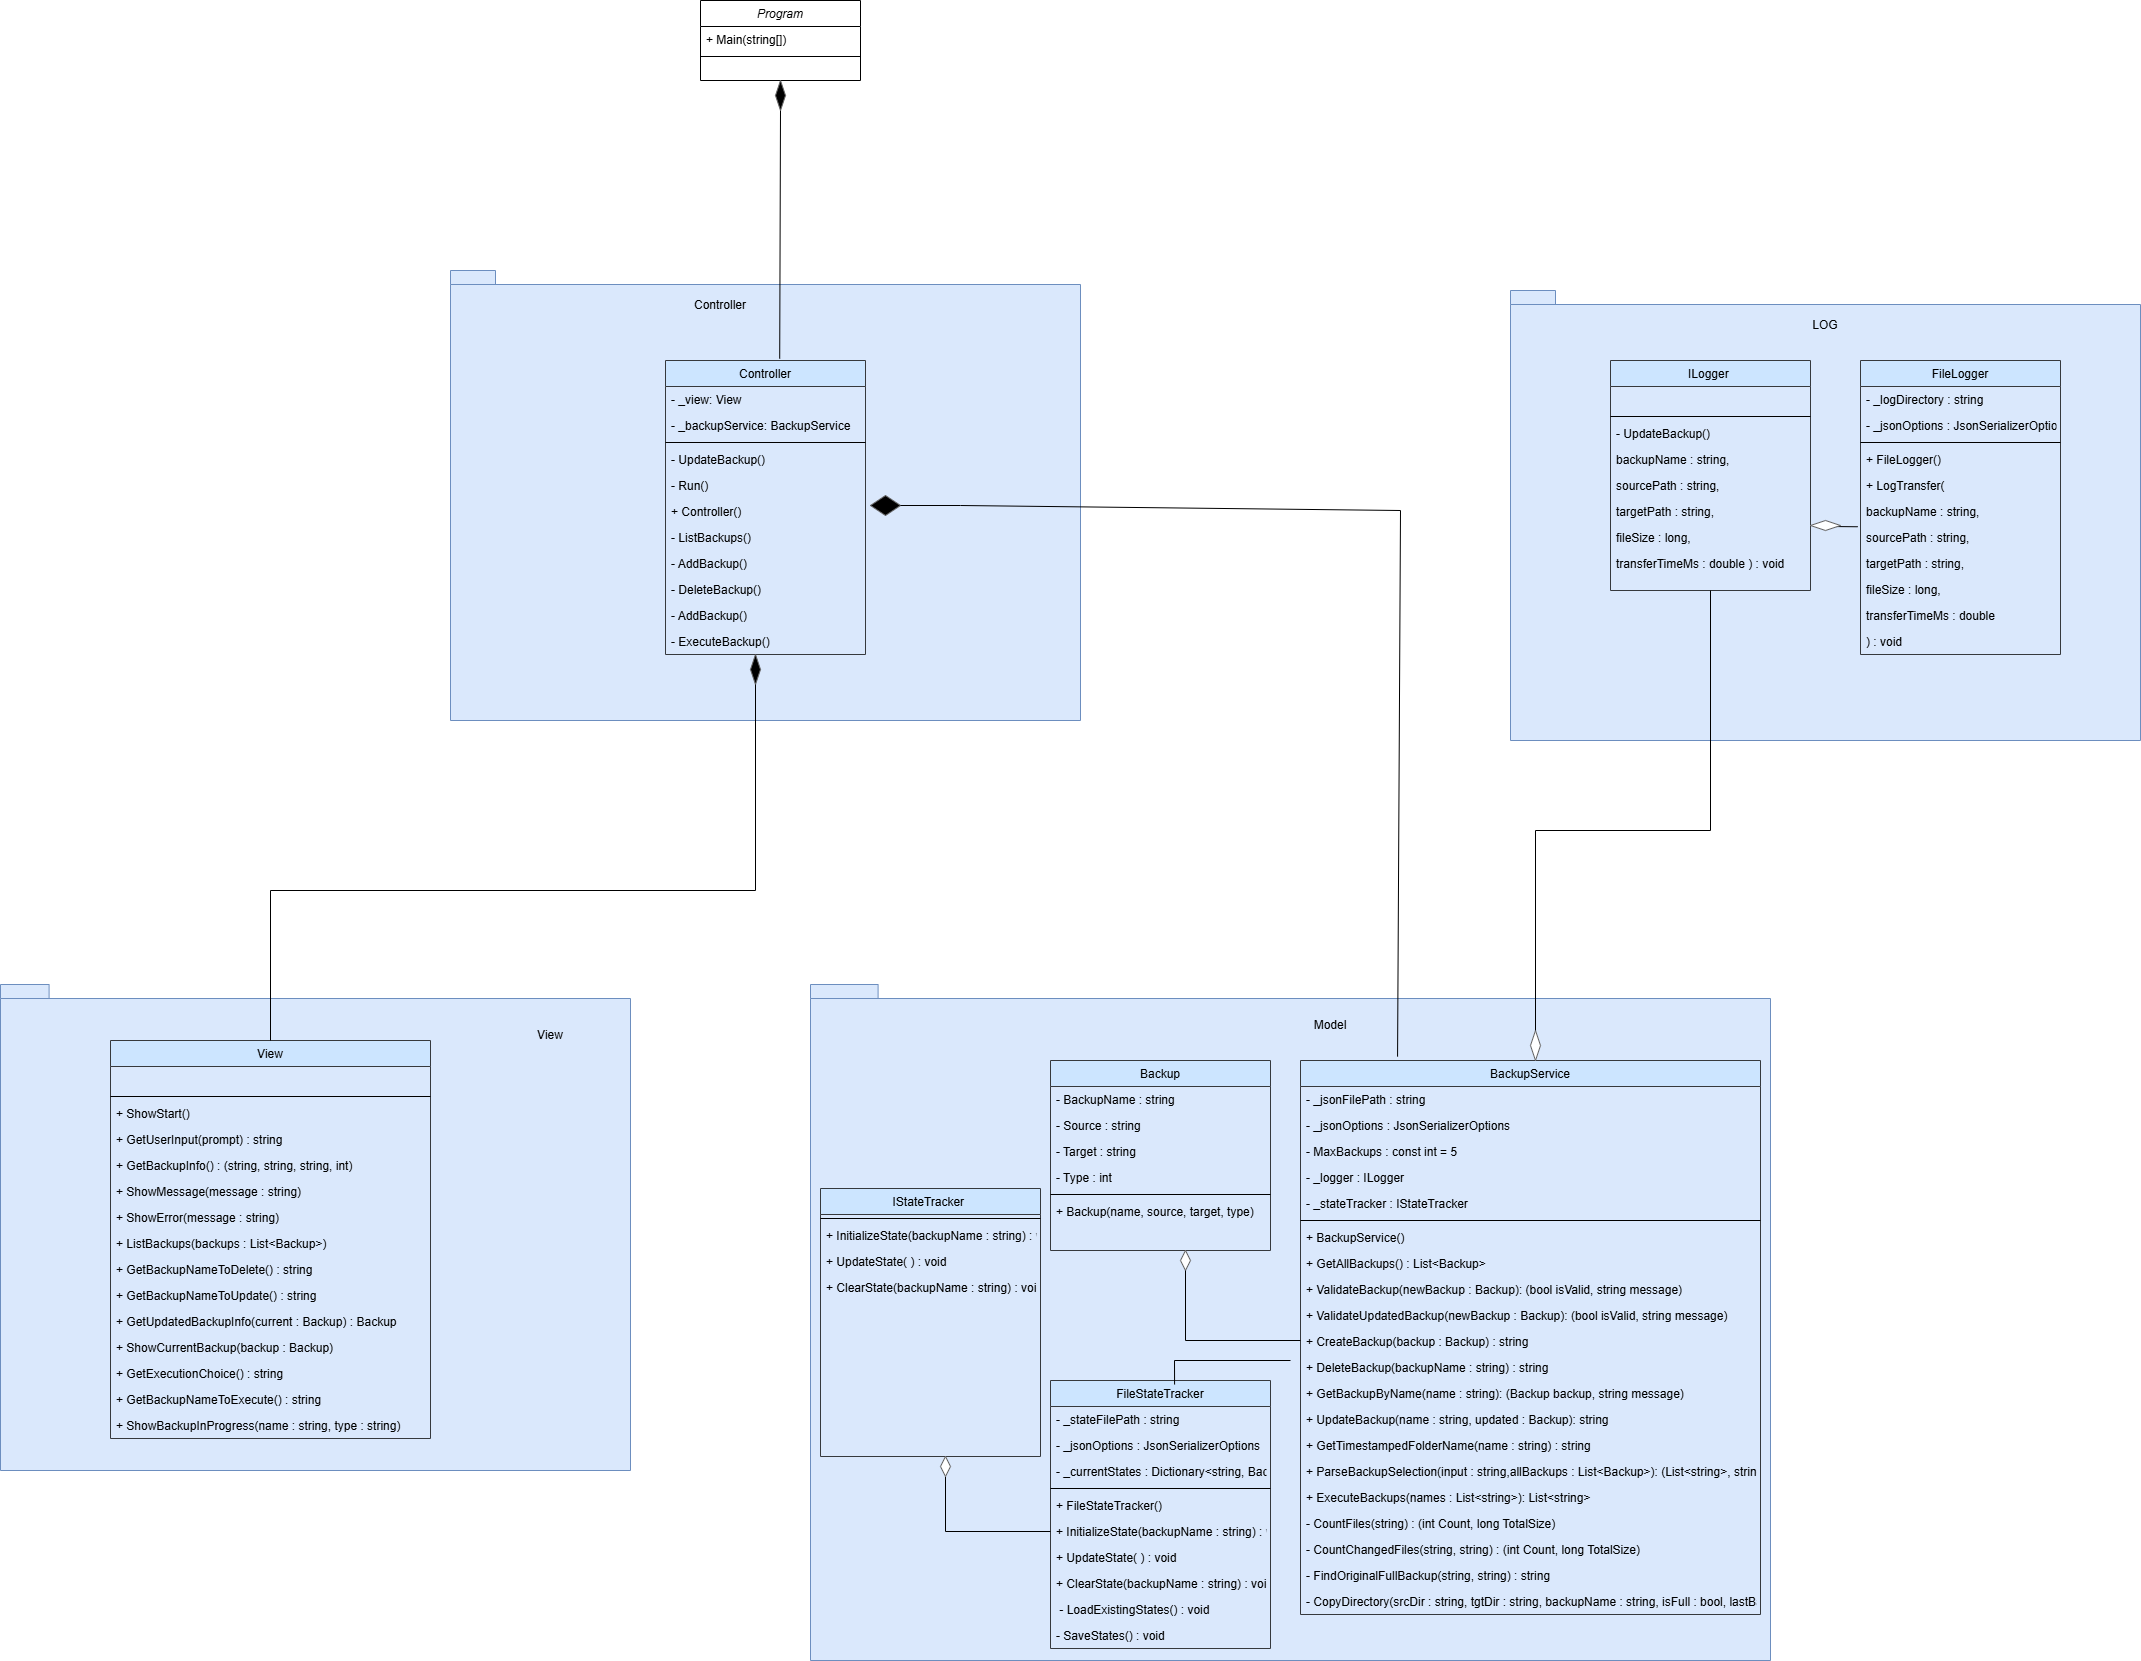 Program
+ Main(string[])
Controller
Controller
- _view: View
- _backupService: BackupService
- UpdateBackup()
- Run()
+ Controller()
- ListBackups()
- AddBackup()
- DeleteBackup()
- AddBackup()
- ExecuteBackup()
LOG
ILogger
- UpdateBackup()
backupName : string,
sourcePath : string,
targetPath : string,
fileSize : long,
transferTimeMs : double ) : void
FileLogger
- _logDirectory : string
- _jsonOptions : JsonSerializerOptio
+ FileLogger()
+ LogTransfer(
backupName : string,
sourcePath : string,
targetPath : string,
fileSize : long,
transferTimeMs : double
) : void
View
View
+ ShowStart()
+ GetUserInput(prompt) : string
+ GetBackupInfo() : (string, string, string, int)
+ ShowMessage(message : string)
+ ShowError(message : string)
+ ListBackups(backups : List<Backup>)
+ GetBackupNameToDelete() : string
+ GetBackupNameToUpdate() : string
+ GetUpdatedBackupInfo(current : Backup) : Backup
+ ShowCurrentBackup(backup : Backup)
+ GetExecutionChoice() : string
+ GetBackupNameToExecute() : string
+ ShowBackupInProgress(name : string, type : string)
Model
IStateTracker
+ InitializeState(backupName : string) :
+ UpdateState( ) : void
+ ClearState(backupName : string) : voi
Backup
- BackupName : string
- Source : string
- Target : string
- Type : int
+ Backup(name, source, target, type)
FileStateTracker
- _stateFilePath : string
- _jsonOptions : JsonSerializerOptions
- _currentStates : Dictionary<string, Bac
+ FileStateTracker()
+ InitializeState(backupName : string) :
+ UpdateState( ) : void
+ ClearState(backupName : string) : voi
- LoadExistingStates() : void
- SaveStates() : void
BackupService
- _jsonFilePath : string
- _jsonOptions : JsonSerializerOptions
- MaxBackups : const int = 5
- _logger : ILogger
- _stateTracker : IStateTracker
+ BackupService()
+ GetAllBackups() : List<Backup>
+ ValidateBackup(newBackup : Backup): (bool isValid, string message)
+ ValidateUpdatedBackup(newBackup : Backup): (bool isValid, string message)
+ CreateBackup(backup : Backup) : string
+ DeleteBackup(backupName : string) : string
+ GetBackupByName(name : string): (Backup backup, string message)
+ UpdateBackup(name : string, updated : Backup): string
+ GetTimestampedFolderName(name : string) : string
+ ParseBackupSelection(input : string,allBackups : List<Backup>): (List<string>, strin
+ ExecuteBackups(names : List<string>): List<string>
- CountFiles(string) : (int Count, long TotalSize)
- CountChangedFiles(string, string) : (int Count, long TotalSize)
- FindOriginalFullBackup(string, string) : string
- CopyDirectory(srcDir : string, tgtDir : string, backupName : string, isFull : bool, lastB